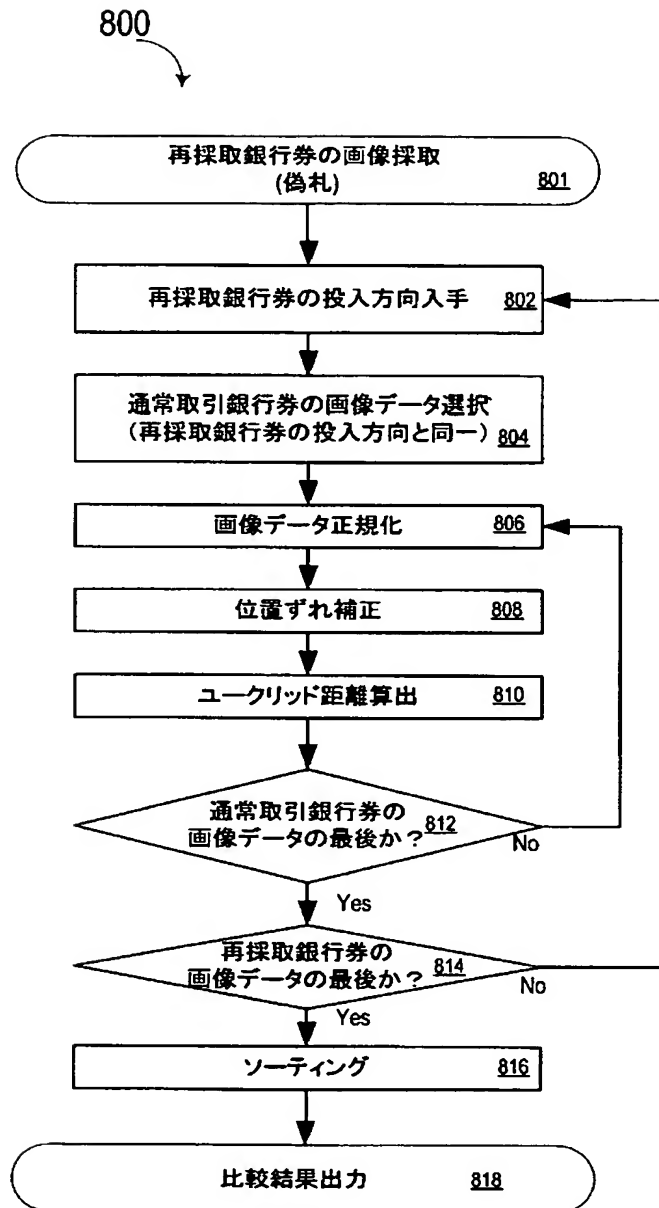 800
再採取銀行券の画像採取
(偽札)
801
再採取銀行券の投入方向入手 802
通常取引銀行券の画像データ選択
（再採取銀行券の投入方向と同一） 804
画像データ正規化 806
位置ずれ補正 808
ユークリッド距離算出 810
通常取引銀行券の
画像データの最後か？ 812
No
Yes
再採取銀行券の
画像データの最後か？ 814
No
Yes
ソーティング 816
比較結果出力 818